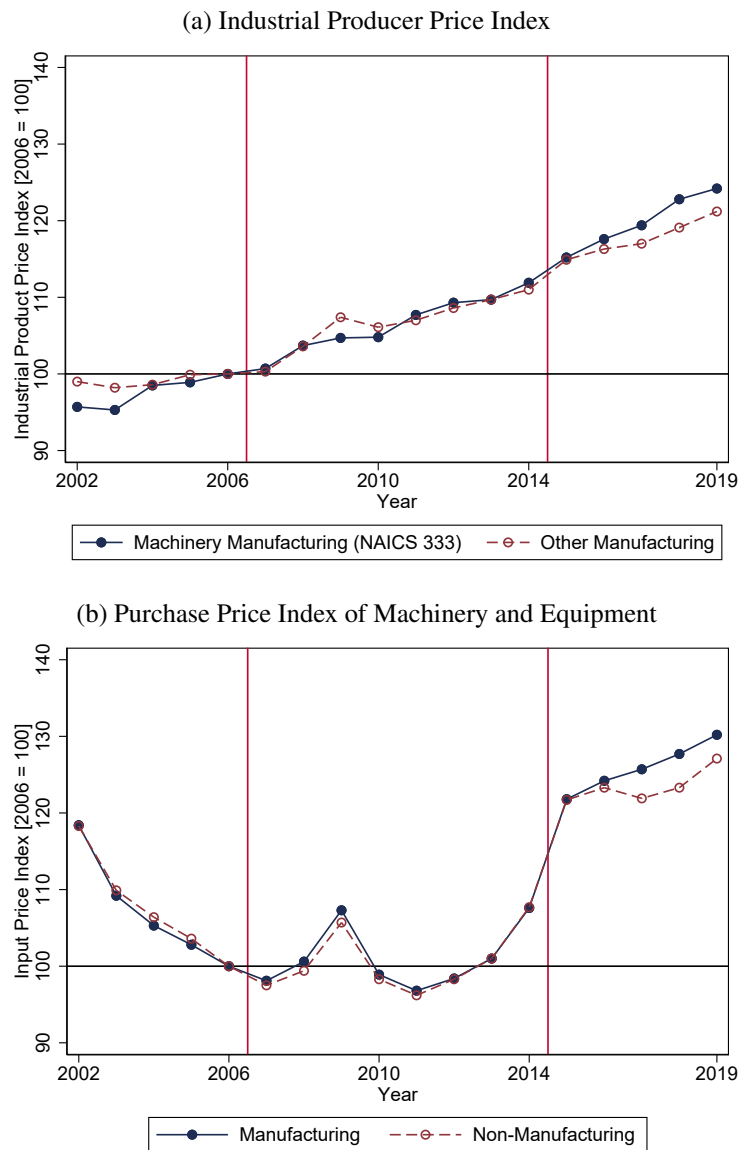 (a) Industrial Producer Price Index
Industrial Product Price Index [2006 = 100]
140
130
120
110
100
90
2002
2006
2010
2014
2019
Year
Machinery Manufacturing (NAICS 333)
Other Manufacturing
(b) Purchase Price Index of Machinery and Equipment
Input Price Index [2006 = 100]
140
130
120
110
100
90
2002
2006
2010
2014
2019
Year
Manufacturing
Non-Manufacturing